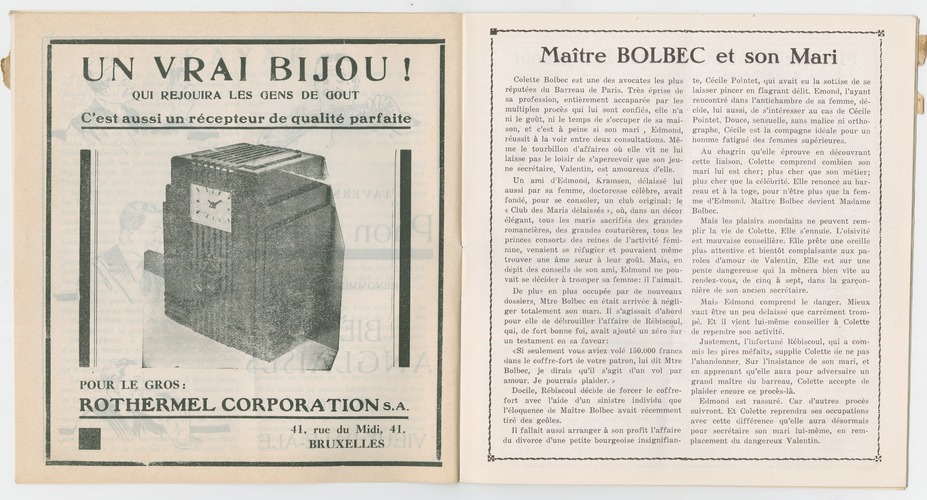 UN VRAI BIJOU !
QUI REJOUIRA LES GENS DE GOUT
C'est aussi un récepteur de qualité parfaite
POUR LE GROS :
ROTHERMEL CORPORATION S.A.
41, rue du Midi, 41.
BRUXELLES
Maître BOLBEC et son Mari
Colette Bolbec est une des avocates les plus
réputées du Barreau de Paris. Très éprise de
sa profession, entièrement accaparée par les
multiples procès qui lui sont confiés, elle n'a
ni le goût, ni le temps de s'occuper de sa mai-
son, et c'est à peine si son mari , Edmond,
réussit à la voir entre deux consultations. Mê-
me le tourbillon d'affaires où elle vit ne lui
laisse pas le loisir de s'apercevoir que son jeu-
ne secrétaire, Valentin, est amoureux d'elle.
Un ami d'Edmond, Kramsen, délaissé lui
aussi par sa femme, doctoresse célèbre, avait
fondé, pour se consoler, un club original: le
« Club des Maris délaissés », où, dans un décor
élégant, tous les maris sacrifiés des grandes
romancières, des grandes couturières, tous les
princes consorts des reines de l'activité fémi-
nine, venaient se réfugier et pouvaient même
trouver une âme sœur à leur goût. Mais, en
dépit des conseils de son ami, Edmond ne pou-
vait se décider à tromper sa femme: il l'aimait.
De plus en plus occupée par de nouveaux
dossiers, Mtre Bolbec en était arrivée à négli-
ger totalement son mari. Il s'agissait d'abord
pour elle de débrouiller l'affaire de Rébiscoul,
qui, de fort bonne foi, avait ajouté un zéro sur
un testament en sa faveur:
«Si seulement vous aviez volé 150.000 francs
dans le coffre-fort de votre patron, lui dit Mtre
Bolbec, je dirais qu'il s'agit d'un vol par
amour. Je pourrais plaider. »
Docile, Rébiscoul décide de forcer le coffre-
fort avec l'aide d'un sinistre individu que
l'éloquence de Maître Bolbec avait récemment
tiré des geôles.
Il fallait aussi arranger à son profit l'affaire
du divorce d'une petite bourgeoise insignifian-
te, Cécile Pointet, qui avait eu la sottise de se
laisser pincer en flagrant délit. Emond, l'ayant
rencontré dans l'antichambre de sa femme, dé-
cide, lui aussi, de s'intéresser au cas de Cécile
Pointet. Douce, sensuelle, sans malice ni ortho-
graphe, Cécile est la compagne idéale pour un
homme fatigué des femmes supérieures.
Au chagrin qu'elle éprouve en découvrant
cette liaison, Colette comprend combien son
mari lui est cher; plus cher que son métier;
plus cher que la célébrité. Elle renonce au bar-
reau et à la toge, pour n'être plus que la fem-
me d'Edmond. Maître Bolbec devient Madame
Bolbec.
Mais les plaisirs mondains ne peuvent rem-
plir la vie de Colette. Elle s'ennuie. L'oisiveté
est mauvaise conseillère. Elle prête une oreille
plus attentive et bientôt complaisante aux pa-
roles d'amour de Valentin, Elle est sur une
pente dangereuse qui la mènera bien vite au
rendez-vous, de cinq à sept, dans la garçon-
nière de son ancien secrétaire.
Mais Edmond comprend le danger. Mieux
vaut être un peu délaissé que carrément trom-
pé. Et il vient lui-même conseiller à Colette
de reprendre son activité.
Justement, l'infortuné Rébiscoul, qui a com-
mis les pires méfaits, supplie Colette de ne pas
l'abandonner. Sur l'insistance de son mari, et
en apprenant qu'elle aura pour adversaire un
grand maître du barreau, Colette accepte de
plaider encore ce procès-là.
Edmond est rassuré. Car d'autres procès
suivront. Et Colette reprendra ses occupations
avec cette différence qu'elle aura désormais
pour secrétaire son mari lui-même, en rem-
placement du dangereux Valentin.